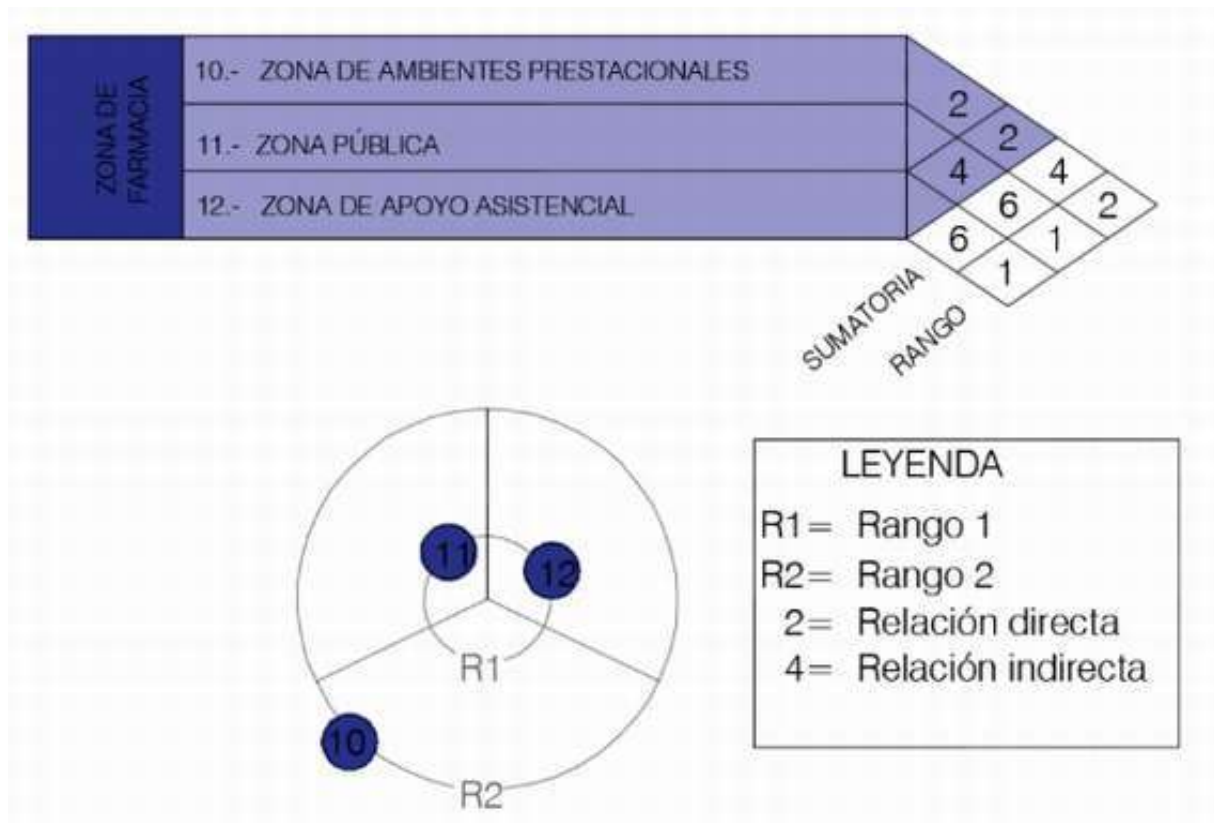 ZONA DE
FARMACIA
10.- ZONA DE AMBIENTES PRESTACIONALES
11.- ZONA PÚBLICA
12.- ZONA DE APOYO ASISTENCIAL
2
2
4
4
6
2
6
1
1
SUMATORIA
RANGO
11
12
R1
10
R2
LEYENDA
R1= Rango 1
R2= Rango 2
2= Relación directa
4= Relación indirecta